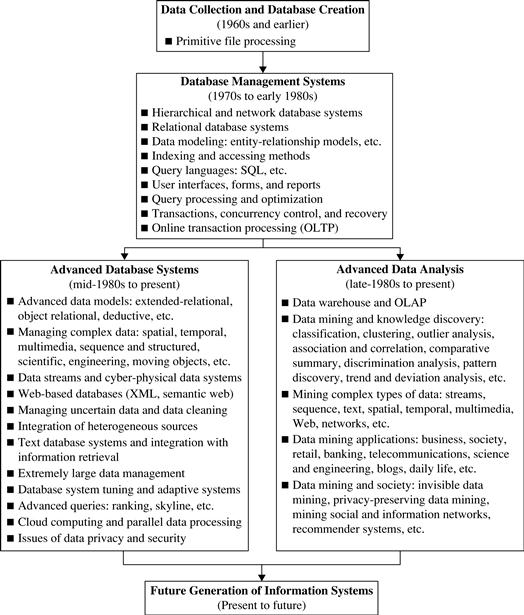 Data Collection and Database Creation
(1960s and earlier)
■ Primitive file processing
Database Management Systems
(1970s to early 1980s)
■ Hierarchical and network database systems
■ Relational database systems
■ Data modeling: entity-relationship models, etc.
■ Indexing and accessing methods
■ Query languages: SQL, etc.
■ User interfaces, forms, and reports
■ Query processing and optimization
■ Transactions, concurrency control, and recovery
■ Online transaction processing (OLTP)
Advanced Database Systems
(mid-1980s to present)
■ Advanced data models: extended-relational,
object relational, deductive, etc.
■ Managing complex data: spatial, temporal,
multimedia, sequence and structured,
scientific, engineering, moving objects, etc.
■ Data streams and cyber-physical data systems
■ Web-based databases (XML, semantic web)
■ Managing uncertain data and data cleaning
■ Integration of heterogeneous sources
■ Text database systems and integration with
information retrieval
■ Extremely large data management
■ Database system tuning and adaptive systems
■ Advanced queries: ranking, skyline, etc.
■ Cloud computing and parallel data processing
■ Issues of data privacy and security
Advanced Data Analysis
(late-1980s to present)
■ Data warehouse and OLAP
■ Data mining and knowledge discovery:
classification, clustering, outlier analysis,
association and correlation, comparative
summary, discrimination analysis, pattern
discovery, trend and deviation analysis, etc.
■ Mining complex types of data: streams,
sequence, text, spatial, temporal, multimedia,
Web, networks, etc.
■ Data mining applications: business, society,
retail, banking, telecommunications, science
and engineering, blogs, daily life, etc.
■ Data mining and society: invisible data
mining, privacy-preserving data mining,
mining social and information networks,
recommender systems, etc.
Future Generation of Information Systems
(Present to future)